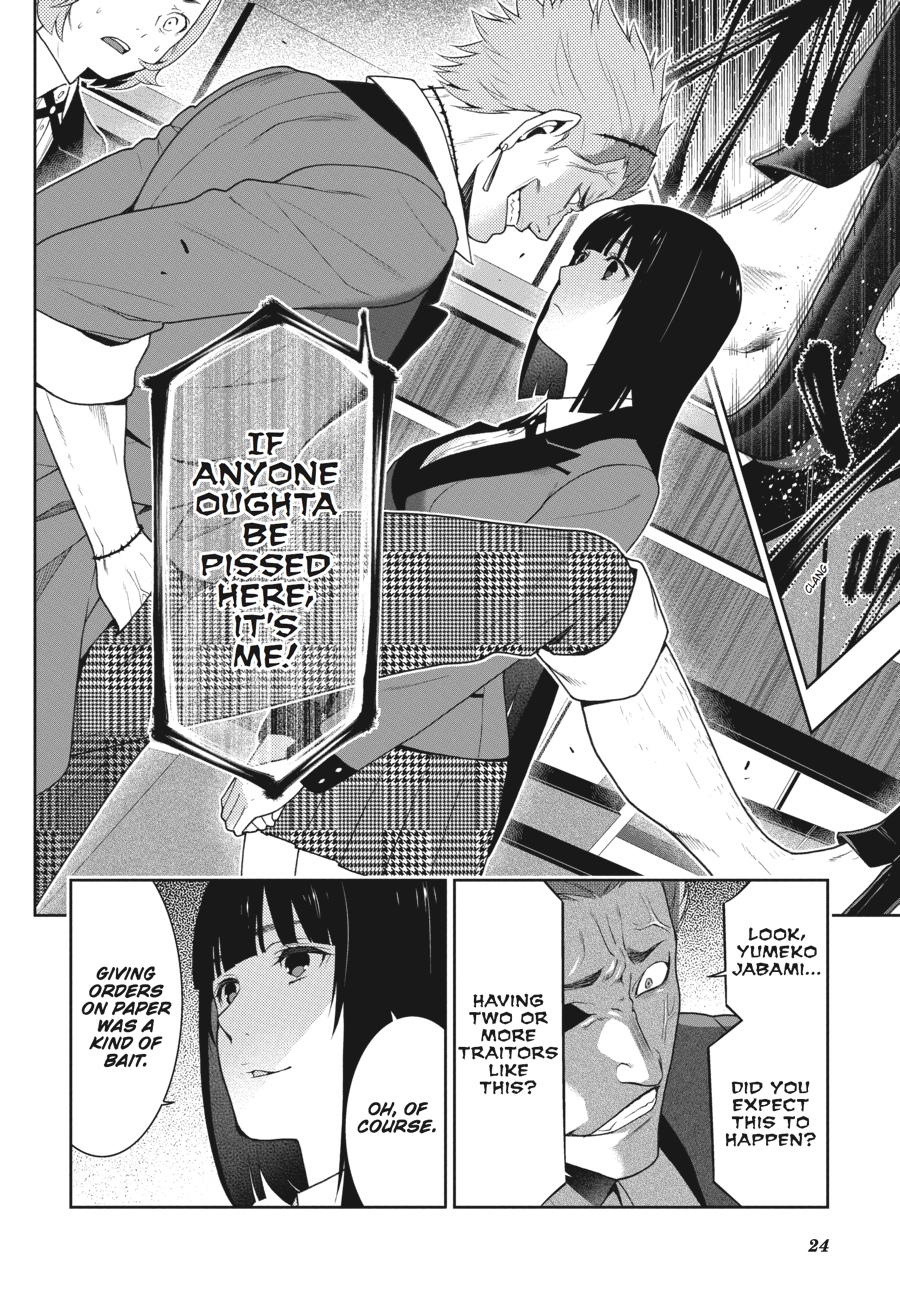 CLANG
IF
ANYONE
OUGHTA
BE
PISSED
HERE,
IT'S
ME!
LOOK,
YUMEKO
JABAMI...
DID YOU
EXPECT
THIS TO
HAPPEN?
HAVING
TWO OR
MORE
TRAITORS
LIKE
THIS?
OH, OF
COURSE.
GIVING
ORDERS
ON PAPER
WAS A
KIND OF
BAIT.
24